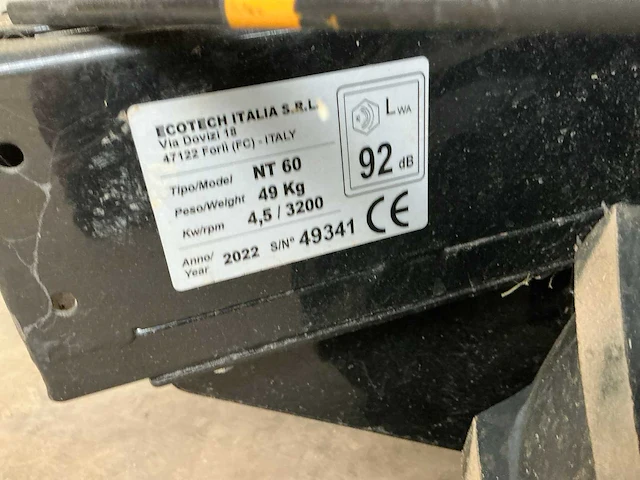 ECOTECH ITALIA S.R.L.
Via Dovizi 18
47122 Forlì (FC) - ITALY
Tipo/Model NT 60
Peso/Weight 49 Kg
Kw/rpm 4,5 / 3200
Anno/
Year 2022 S/N° 49341
LWA
92 dB
CE